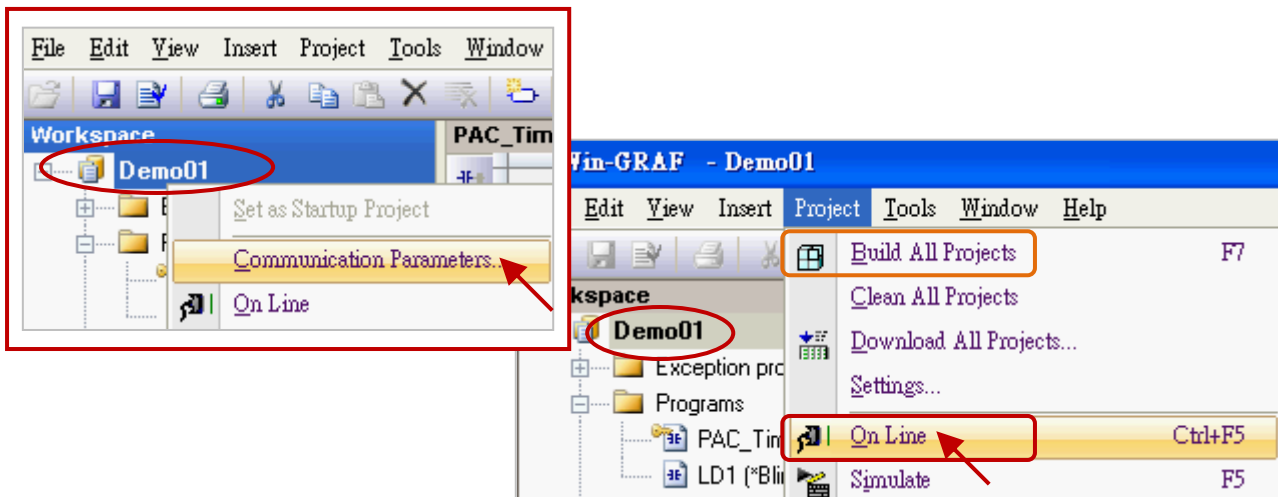 File Edit View Insert Project Tools Window
Workspace
PAC_Tim
Demo01
Set as Startup Project
Communication Parameters...
On Line
Win-GRAF - Demo01
Edit View Insert Project Tools Window Help
Build All Projects F7
Clean All Projects
kspace
Demo01
Download All Projects...
Exception pro
Settings...
Programs
PAC_Tim
On Line Ctrl+F5
LD1 (*Bli
Simulate F5